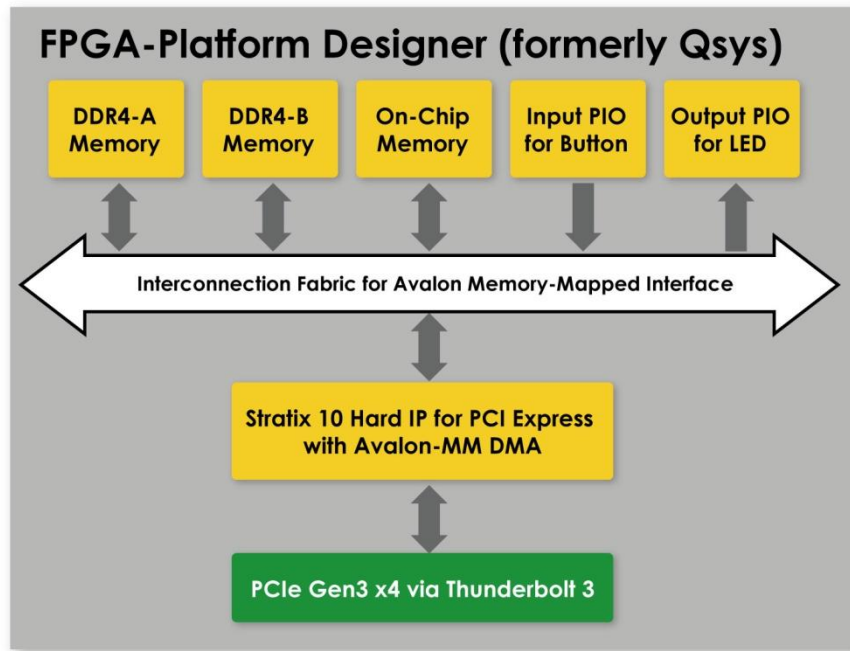 FPGA-Platform Designer (formerly Qsys)
DDR4-A
Memory
DDR4-B
Memory
On-Chip
Memory
Input PIO
for Button
Output PIO
for LED
Interconnection Fabric for Avalon Memory-Mapped Interface
Stratix 10 Hard IP for PCI Express
with Avalon-MM DMA
PCIe Gen3 x4 via Thunderbolt 3